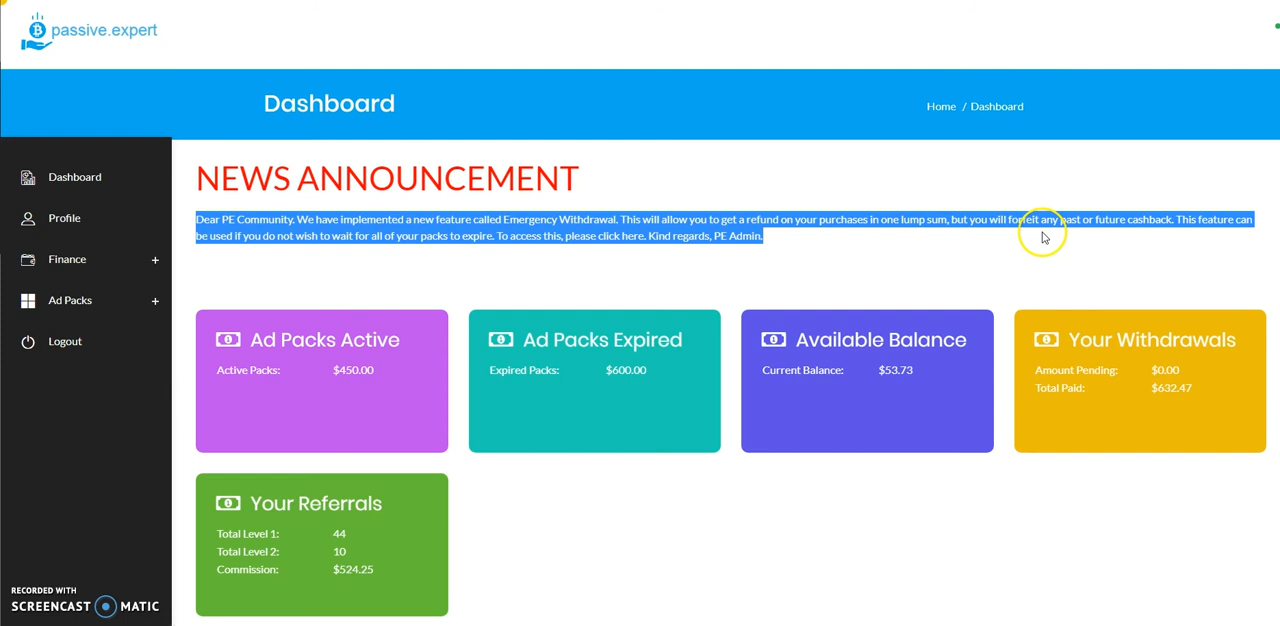 passive.expert
Dashboard
Home / Dashboard
Dashboard
Profile
Finance +
Ad Packs +
Logout
NEWS ANNOUNCEMENT
Dear PE Community. We have implemented a new feature called Emergency Withdrawal. This will allow you to get a refund on your purchases in one lump sum, but you will forfeit any past or future cashback. This feature can
be used if you do not wish to wait for all of your packs to expire. To access this, please click here. Kind regards, PE Admin.
Ad Packs Active
Active Packs: $450.00
Ad Packs Expired
Expired Packs: $600.00
Available Balance
Current Balance: $53.73
Your Withdrawals
Amount Pending: $0.00
Total Paid: $632.47
Your Referrals
Total Level 1: 44
Total Level 2: 10
Commission: $524.25
RECORDED WITH
SCREENCAST MATIC